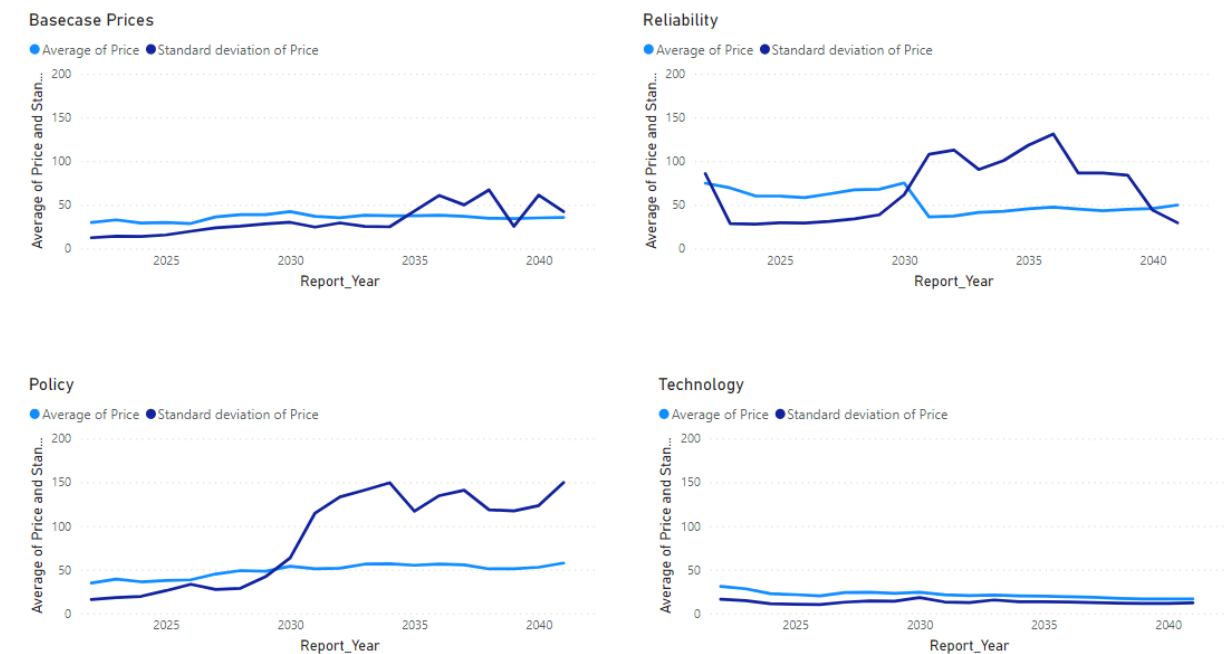 Basecase Prices
Average of Price Standard deviation of Price
Average of Price and Stan...
200
150
100
50
0
2025 2030 2035 2040
Report_Year
Reliability
Average of Price Standard deviation of Price
Average of Price and Stan...
200
150
100
50
0
2025 2030 2035 2040
Report_Year
Policy
Average of Price Standard deviation of Price
Average of Price and Stan...
200
150
100
50
0
2025 2030 2035 2040
Report_Year
Technology
Average of Price Standard deviation of Price
Average of Price and Stan...
200
150
100
50
0
2025 2030 2035 2040
Report_Year